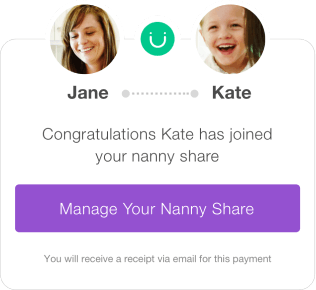 Jane Kate
Congratulations Kate has joined
your nanny share
Manage Your Nanny Share
You will receive a receipt via email for this payment